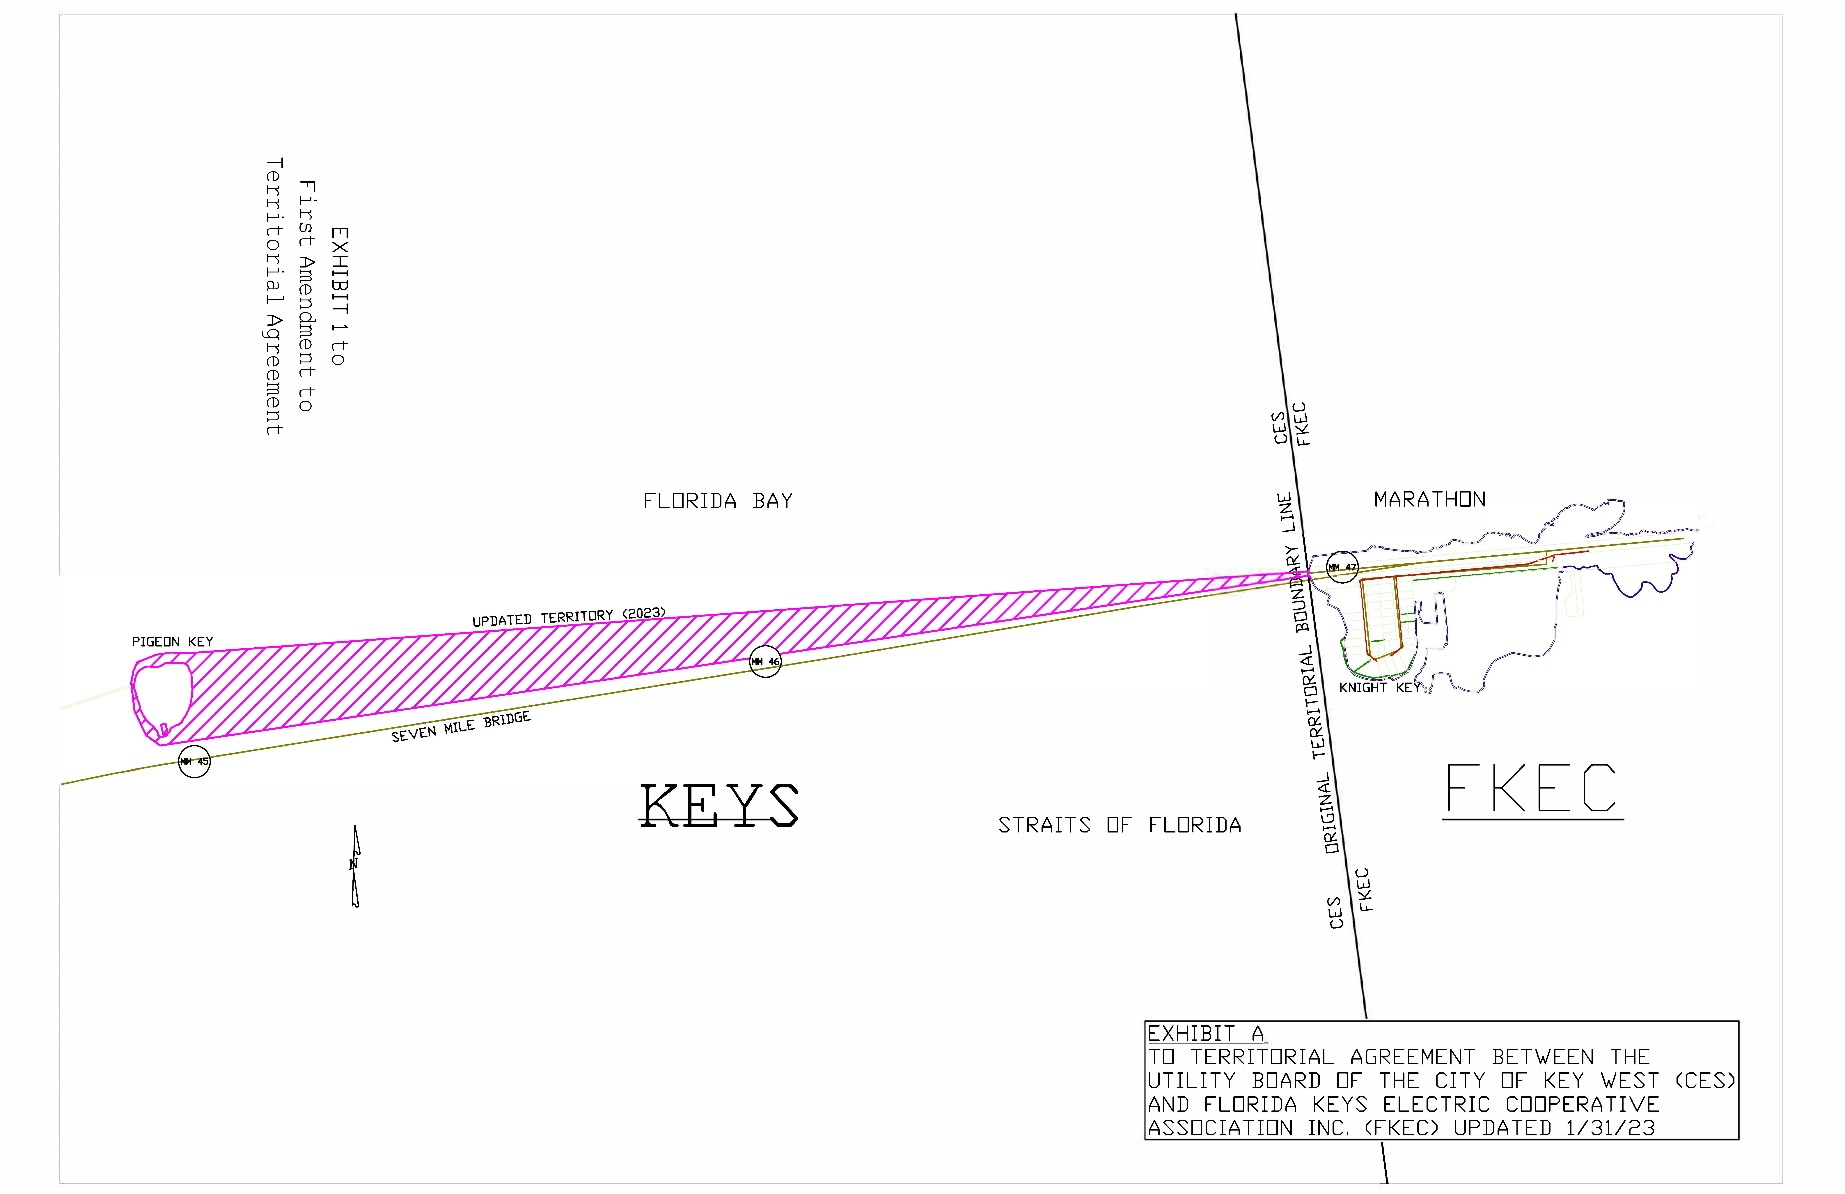 EXHIBIT 1 to
First Amendment to
Territorial Agreement
CES
FKEC
FLORIDA BAY
MARATHON
ORIGINAL TERRITORIAL BOUNDARY LINE
MM 47
UPDATED TERRITORY (2023)
PIGEON KEY
MM 46
KNIGHT KEY
SEVEN MILE BRIDGE
MM 45
KEYS
FKEC
STRAITS OF FLORIDA
N
CES
FKEC
EXHIBIT A
TO TERRITORIAL AGREEMENT BETWEEN THE
UTILITY BOARD OF THE CITY OF KEY WEST (CES)
AND FLORIDA KEYS ELECTRIC COOPERATIVE
ASSOCIATION INC. (FKEC) UPDATED 1/31/23